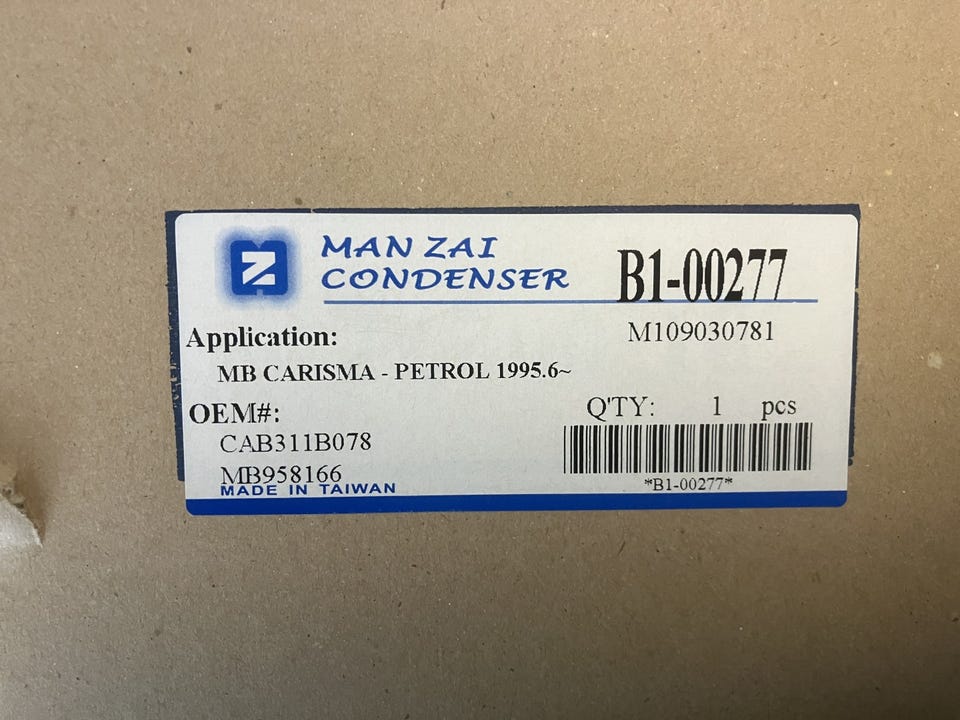 MAN ZAI
CONDENSER
B1-00277
M109030781
Application:
MB CARISMA - PETROL 1995.6~
OEM#:
CAB311B078
MB958166
MADE IN TAIWAN
Q'TY: 1 pcs
*B1-00277*